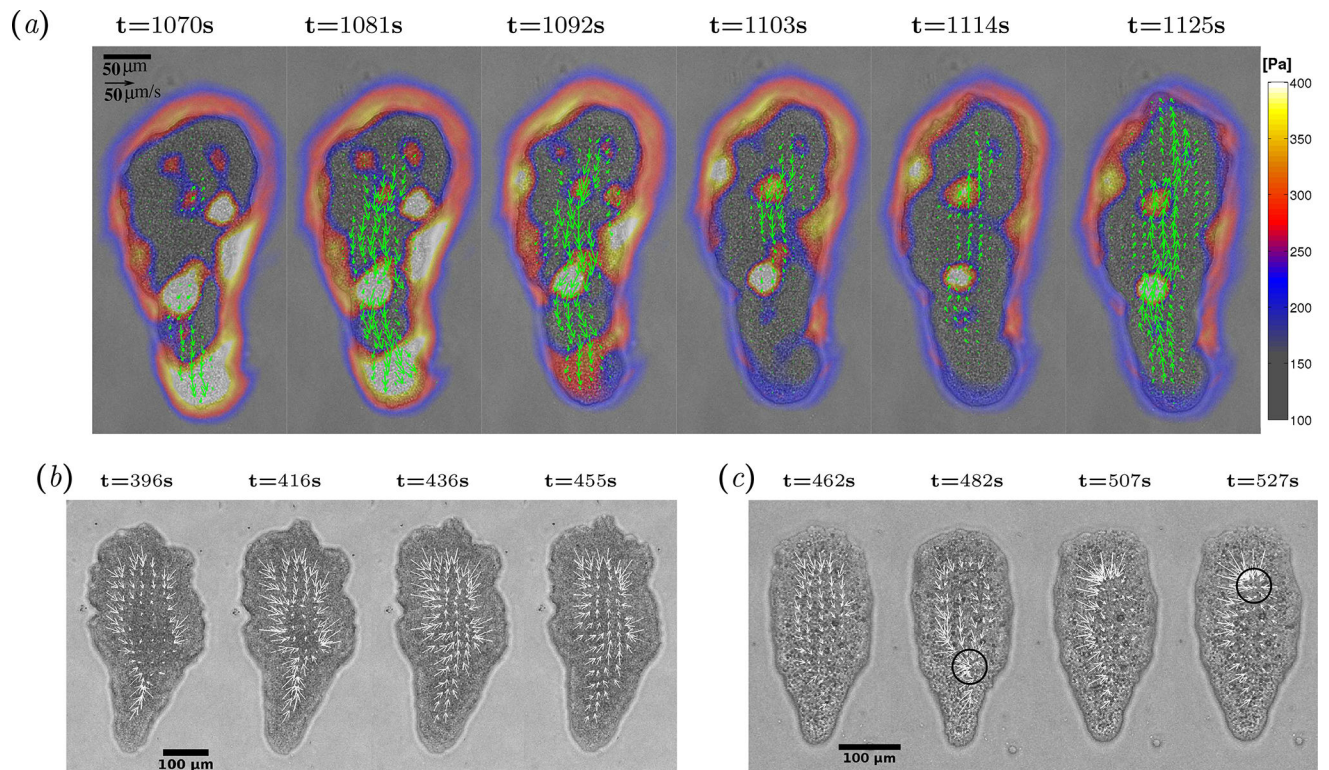 (a) t=1070s t=1081s t=1092s t=1103s t=1114s t=1125s
50 μm
50 μm/s
[Pa]
400
350
300
250
200
150
100
(b) t=396s t=416s t=436s t=455s
100 μm
(c) t=462s t=482s t=507s t=527s
100 μm